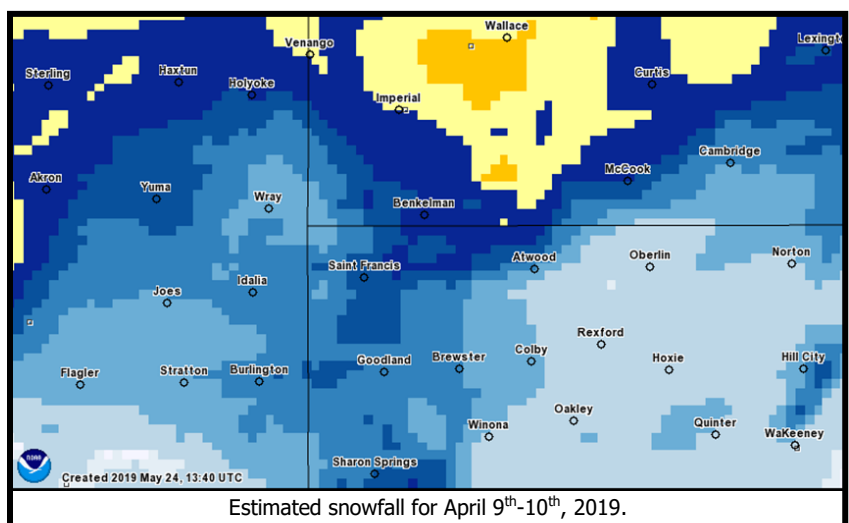 Wallace
Venango
Lexingt
Sterling
Haxtun
Holyoke
Curtis
Imperial
Cambridge
Akron
Yuma
Wray
McCook
Benkelman
Saint Francis
Atwood
Oberlin
Norton
Joes
Idalia
Rexford
Flagler
Stratton
Burlington
Goodland
Brewster
Colby
Hoxie
Hill City
Winona
Oakley
Quinter
WaKeeney
Sharon Springs
NOAA
Created 2019 May 24, 13:40 UTC
Estimated snowfall for April 9th-10th, 2019.